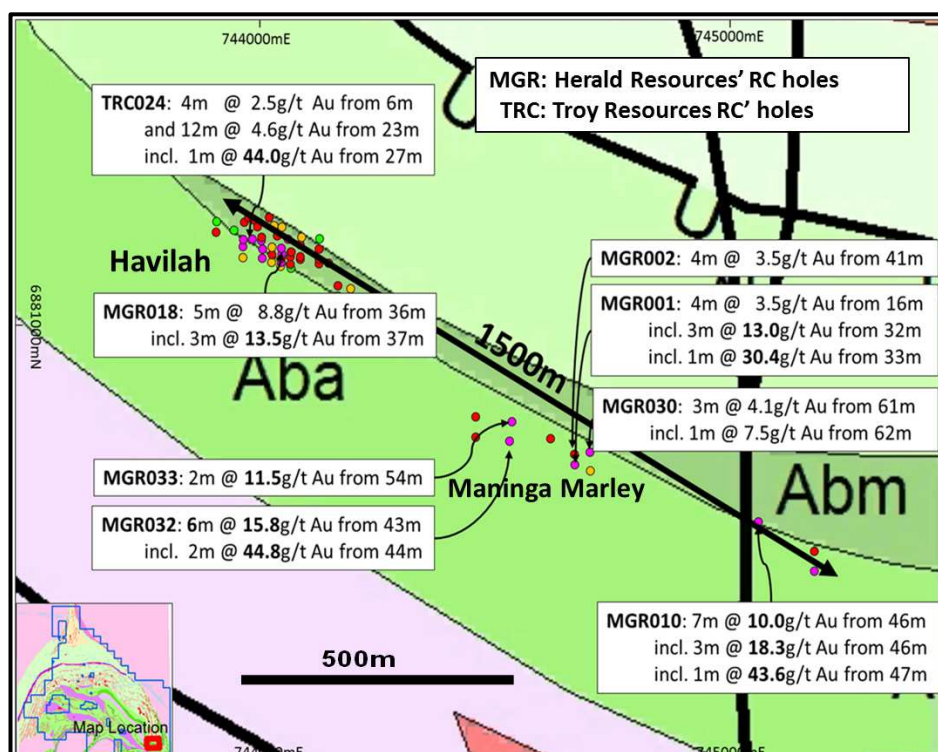 744000mE
745000mE
MGR: Herald Resources' RC holes
TRC: Troy Resources RC' holes
TRC024: 4m @ 2.5g/t Au from 6m
and 12m @ 4.6g/t Au from 23m
incl. 1m @ 44.0g/t Au from 27m
Havilah
MGR018: 5m @ 8.8g/t Au from 36m
incl. 3m @ 13.5g/t Au from 37m
6881000mN
Aba
1500m
MGR002: 4m @ 3.5g/t Au from 41m
MGR001: 4m @ 3.5g/t Au from 16m
incl. 3m @ 13.0g/t Au from 32m
incl. 1m @ 30.4g/t Au from 33m
MGR030: 3m @ 4.1g/t Au from 61m
incl. 1m @ 7.5g/t Au from 62m
MGR033: 2m @ 11.5g/t Au from 54m
Maninga Marley
Abm
MGR032: 6m @ 15.8g/t Au from 43m
incl. 2m @ 44.8g/t Au from 44m
MGR010: 7m @ 10.0g/t Au from 46m
incl. 3m @ 18.3g/t Au from 46m
incl. 1m @ 43.6g/t Au from 47m
500m
Map Location
744000mE
745000mE